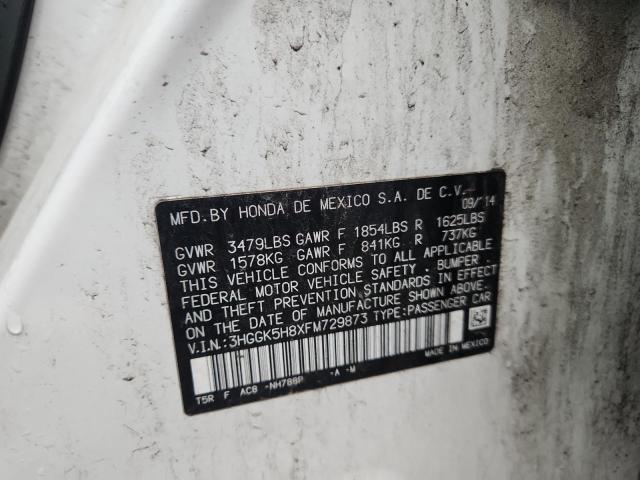 MFD. BY HONDA DE MEXICO S.A. DE C.V.
09/14
GVWR 3479LBS GAWR F 1854LBS R 1625LBS
GVWR 1578KG GAWR F 841KG R 737KG
THIS VEHICLE CONFORMS TO ALL APPLICABLE
FEDERAL MOTOR VEHICLE SAFETY, BUMPER,
AND THEFT PREVENTION STANDARDS IN EFFECT
ON THE DATE OF MANUFACTURE SHOWN ABOVE.
V.I.N.: 3HGGK5H8XFM729873 TYPE: PASSENGER CAR
MADE IN MEXICO
T5R F ACB -NH788P -A -M